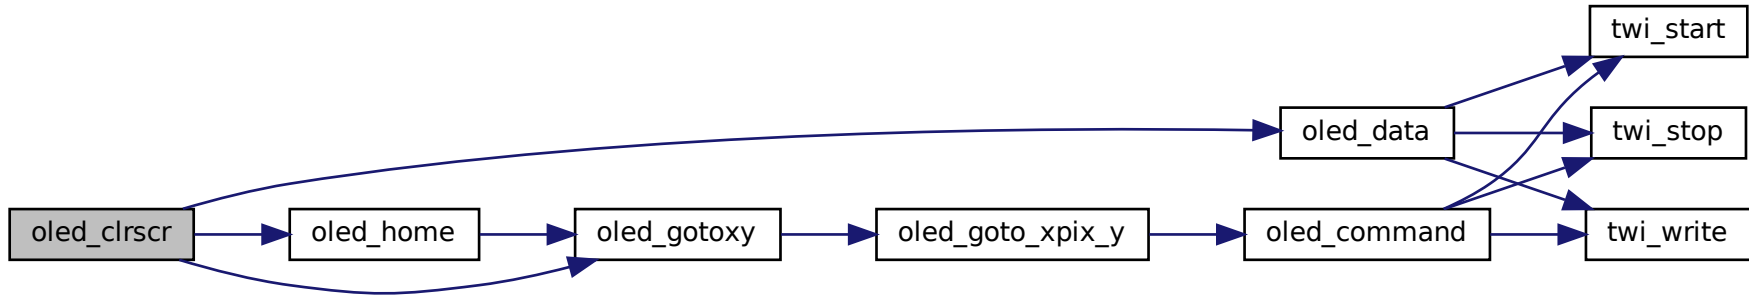 twi_start
oled_data
twi_stop
oled_clrscr
oled_home
oled_gotoxy
oled_goto_xpix_y
oled_command
twi_write